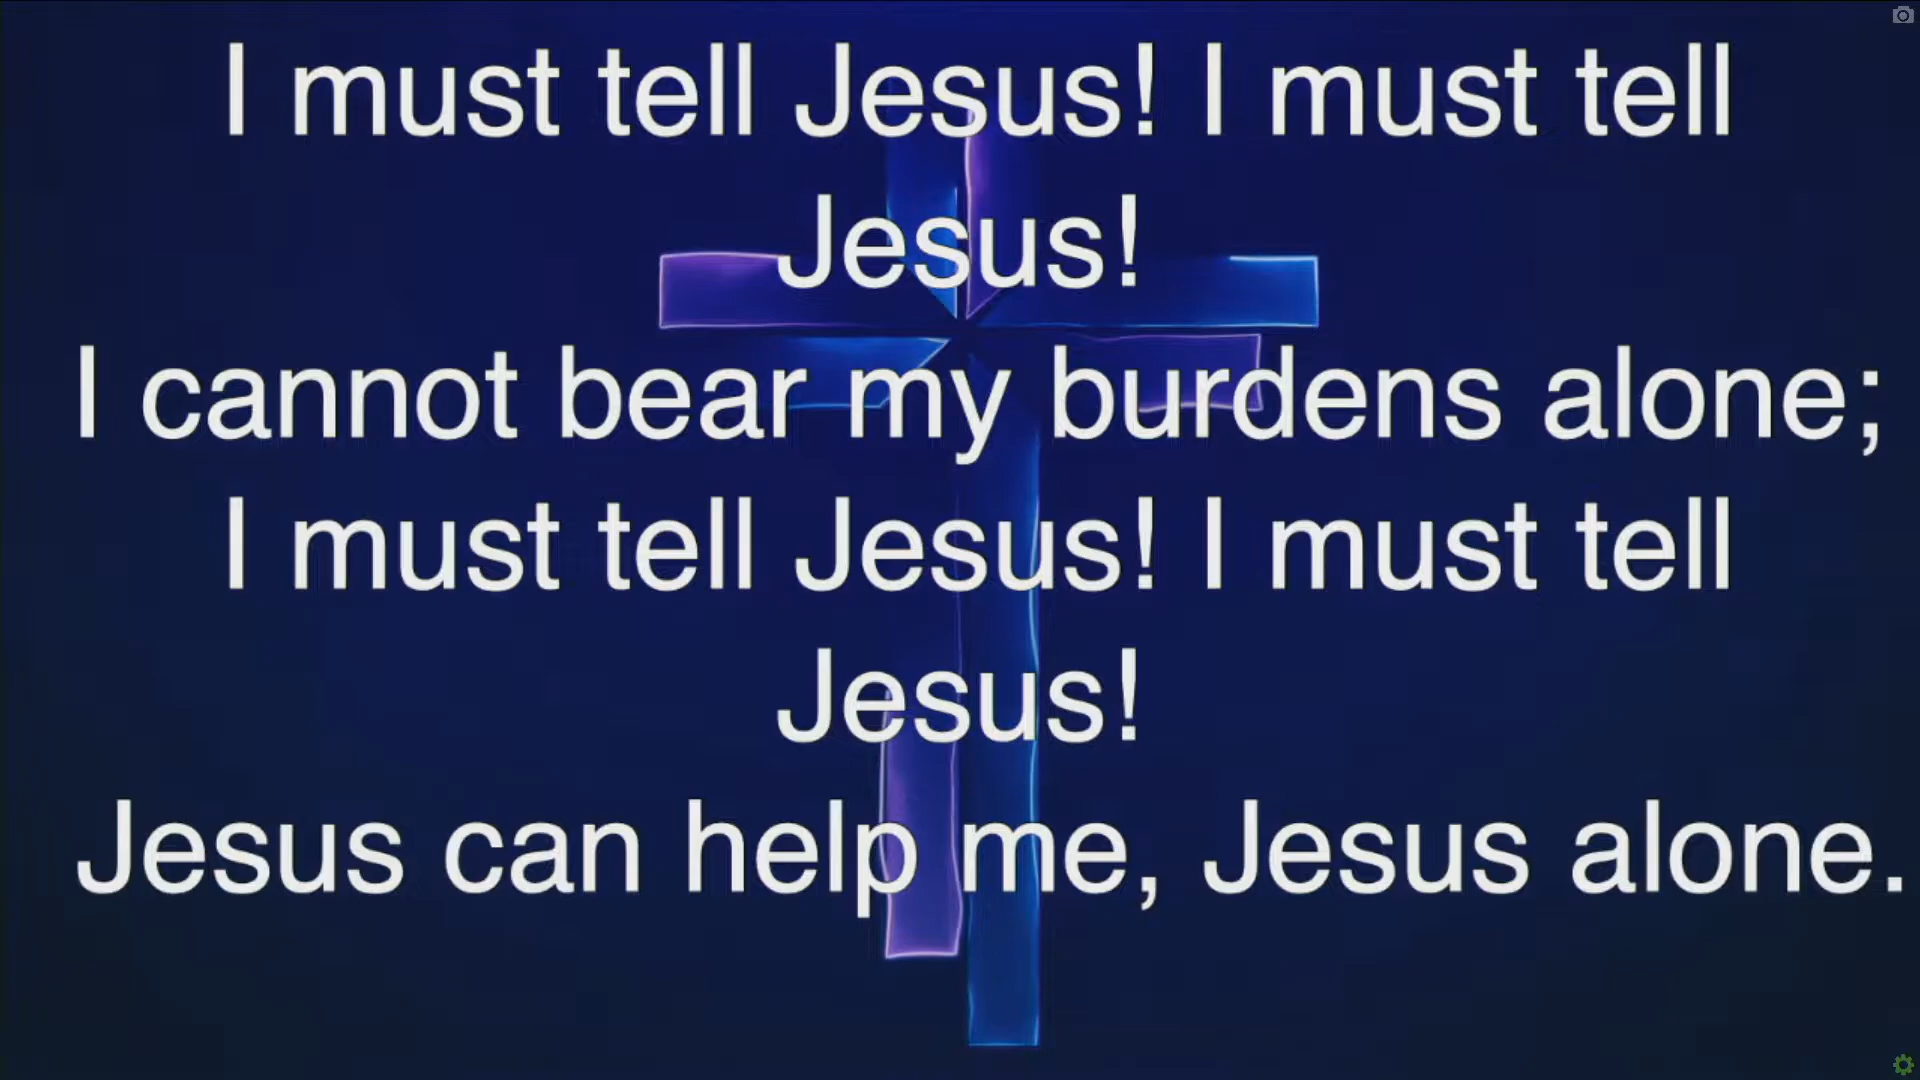 I must tell Jesus! I must tell
Jesus!
I cannot bear my burdens alone;
I must tell Jesus! I must tell
Jesus!
Jesus can help me, Jesus alone.